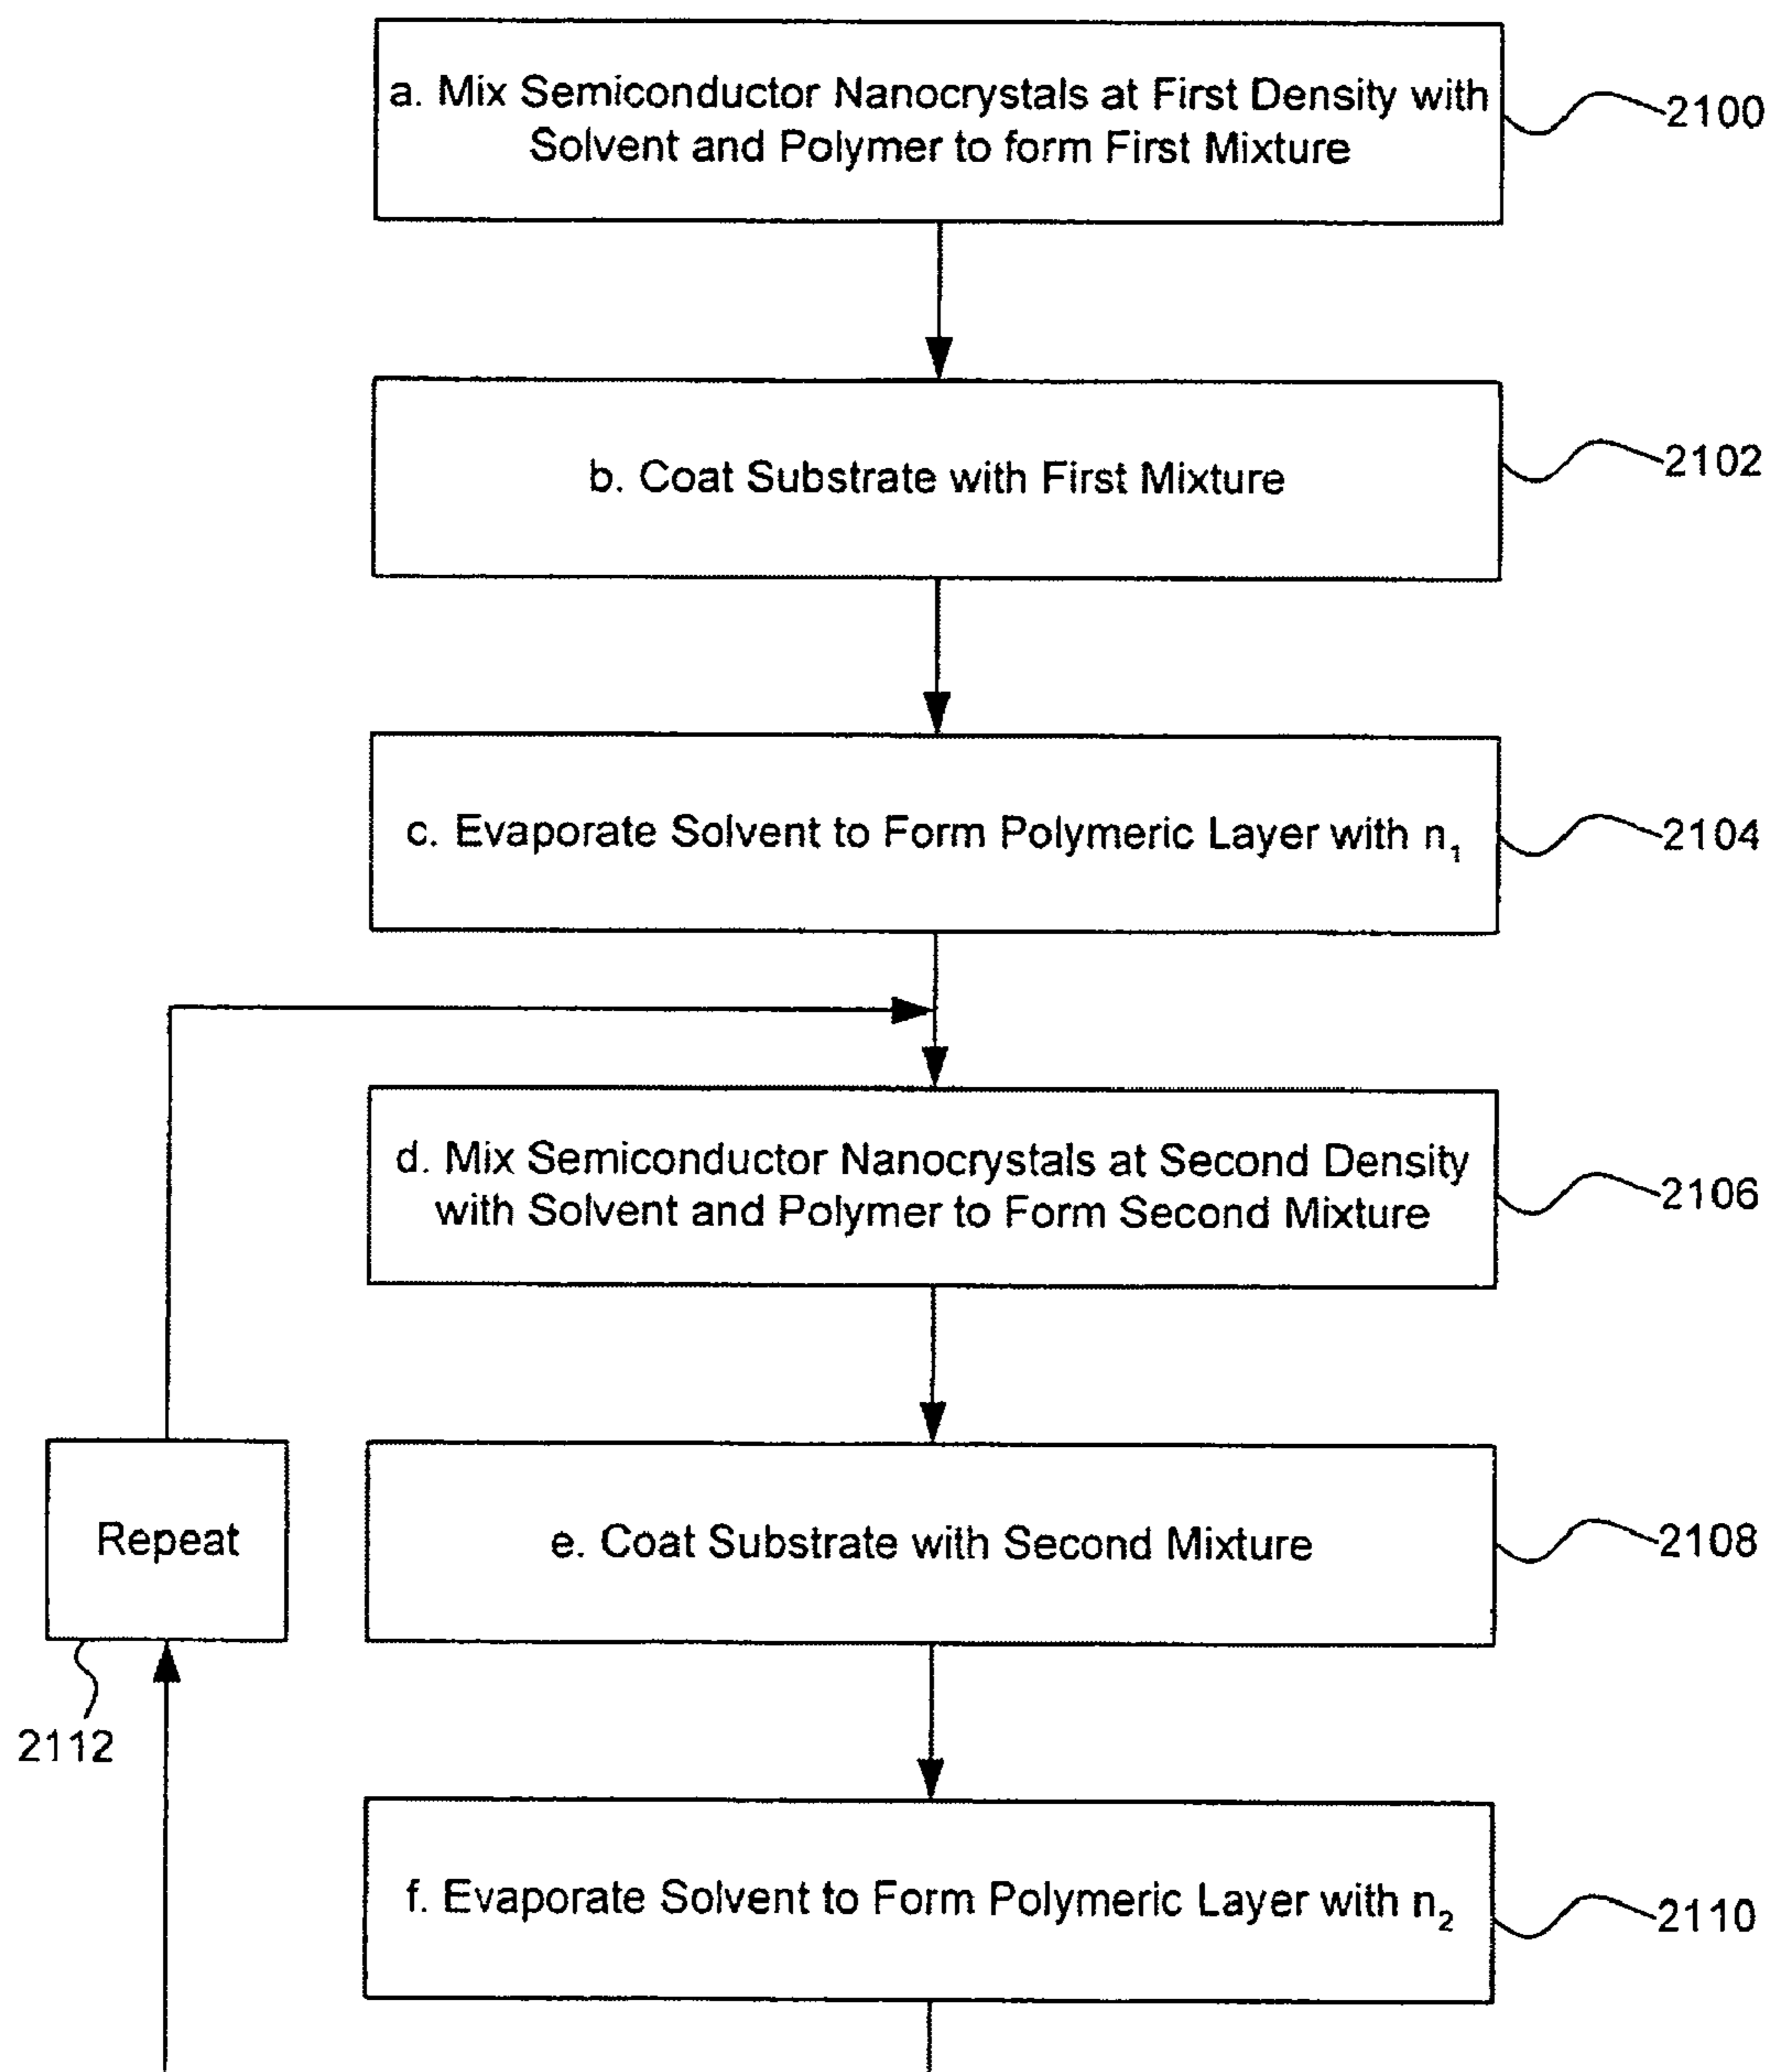 a. Mix Semiconductor Nanocrystals at First Density with
Solvent and Polymer to form First Mixture
2100
b. Coat Substrate with First Mixture
2102
c. Evaporate Solvent to Form Polymeric Layer with n₁
2104
d. Mix Semiconductor Nanocrystals at Second Density
with Solvent and Polymer to Form Second Mixture
2106
e. Coat Substrate with Second Mixture
2108
Repeat
2112
f. Evaporate Solvent to Form Polymeric Layer with n₂
2110